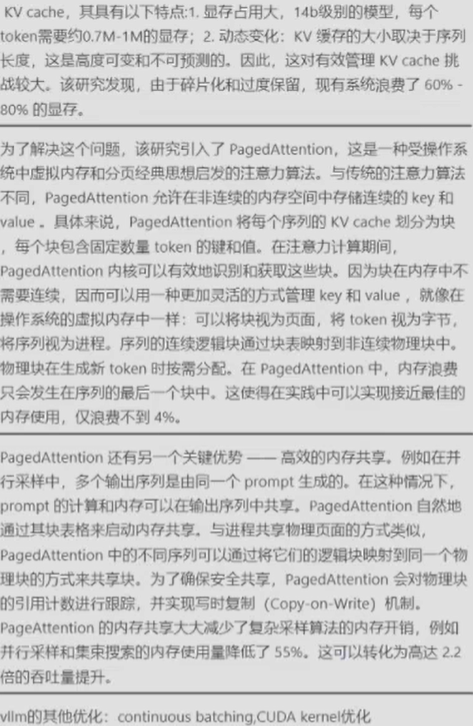 KV cache，其具有以下特点:1. 显存占用大，14b级别的模型，每个
token需要约0.7M-1M的显存；2. 动态变化：KV 缓存的大小取决于序列
长度，这是高度可变和不可预测的。因此，这对有效管理 KV cache 挑
战较大。该研究发现，由于碎片化和过度保留，现有系统浪费了 60% -
80% 的显存。
为了解决这个问题，该研究引入了 PagedAttention，这是一种受操作系
统中虚拟内存和分页经典思想启发的注意力算法。与传统的注意力算法
不同，PagedAttention 允许在非连续的内存空间中存储连续的 key 和
value 。具体来说，PagedAttention 将每个序列的 KV cache 划分为块
，每个块包含固定数量 token 的键和值。在注意力计算期间，
PagedAttention 内核可以有效地识别和获取这些块。因为块在内存中不
需要连续，因而可以用一种更加灵活的方式管理 key 和 value ，就像在
操作系统的虚拟内存中一样：可以将块视为页面，将 token 视为字节，
将序列视为进程。序列的连续逻辑块通过块表映射到非连续物理块中。
物理块在生成新 token 时按需分配。在 PagedAttention 中，内存浪费
只会发生在序列的最后一个块中。这使得在实践中可以实现接近最佳的
内存使用，仅浪费不到 4%。
PagedAttention 还有另一个关键优势 —— 高效的内存共享。例如在并
行采样中，多个输出序列是由同一个 prompt 生成的。在这种情况下，
prompt 的计算和内存可以在输出序列中共享。PagedAttention 自然地
通过其块表格来启动内存共享。与进程共享物理页面的方式类似，
PagedAttention 中的不同序列可以通过将它们的逻辑块映射到同一个物
理块的方式来共享块。为了确保安全共享，PagedAttention 会对物理块
的引用计数进行跟踪，并实现写时复制（Copy-on-Write）机制。
PageAttention 的内存共享大大减少了复杂采样算法的内存开销，例如
并行采样和集束搜索的内存使用量降低了 55%。这可以转化为高达 2.2
倍的吞吐量提升。
vllm的其他优化：continuous batching,CUDA kernel优化